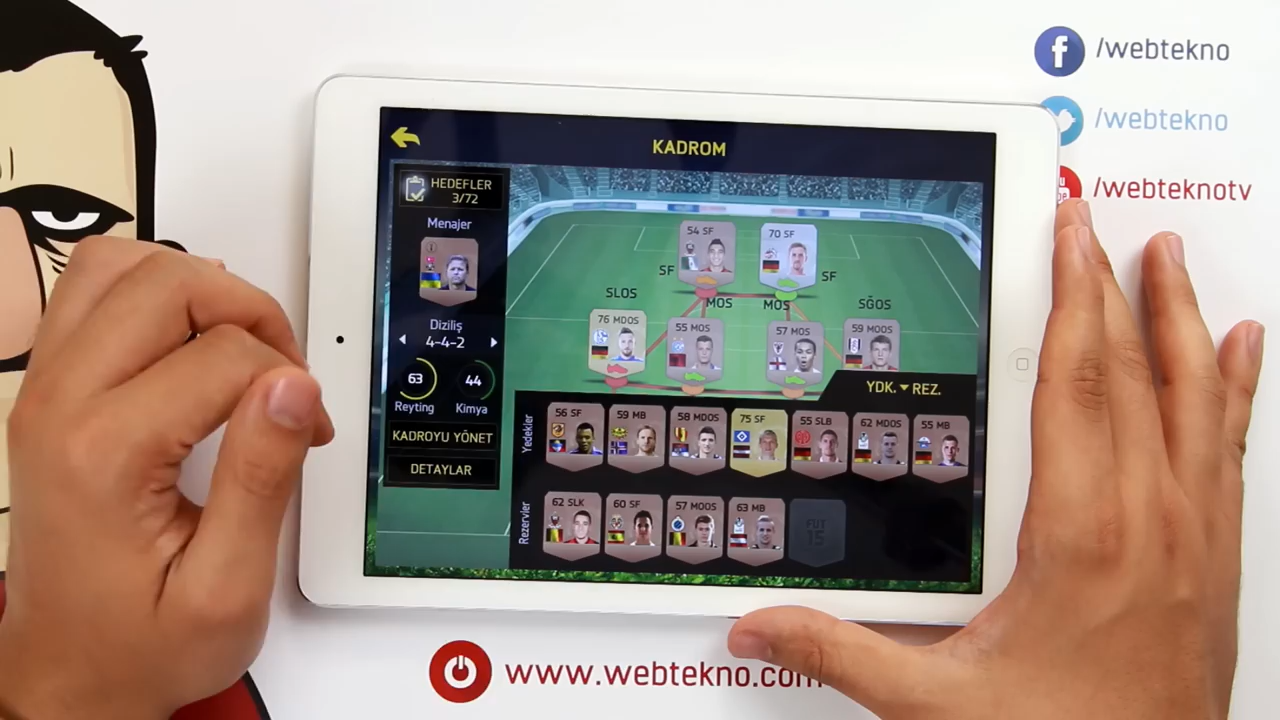 /webtekno
/webtekno
/webteknotv
KADROM
HEDEFLER
3/72
Menajer
Diziliş
4-4-2
63
44
Reyting
Kimya
KADROYU YÖNET
DETAYLAR
54 SF
70 SF
SF
SF
SLOS
MOS
MOS
SĞOS
76 MDOS
55 MOS
57 MOS
59 MOOS
YDK.
REZ.
Yedekler
56 SF
59 MB
58 MDOS
75 SF
55 SLB
62 MDOS
55 MB
Rezervler
62 SLK
60 SF
57 MOOS
63 MB
FUT
15
www.webtekno.com